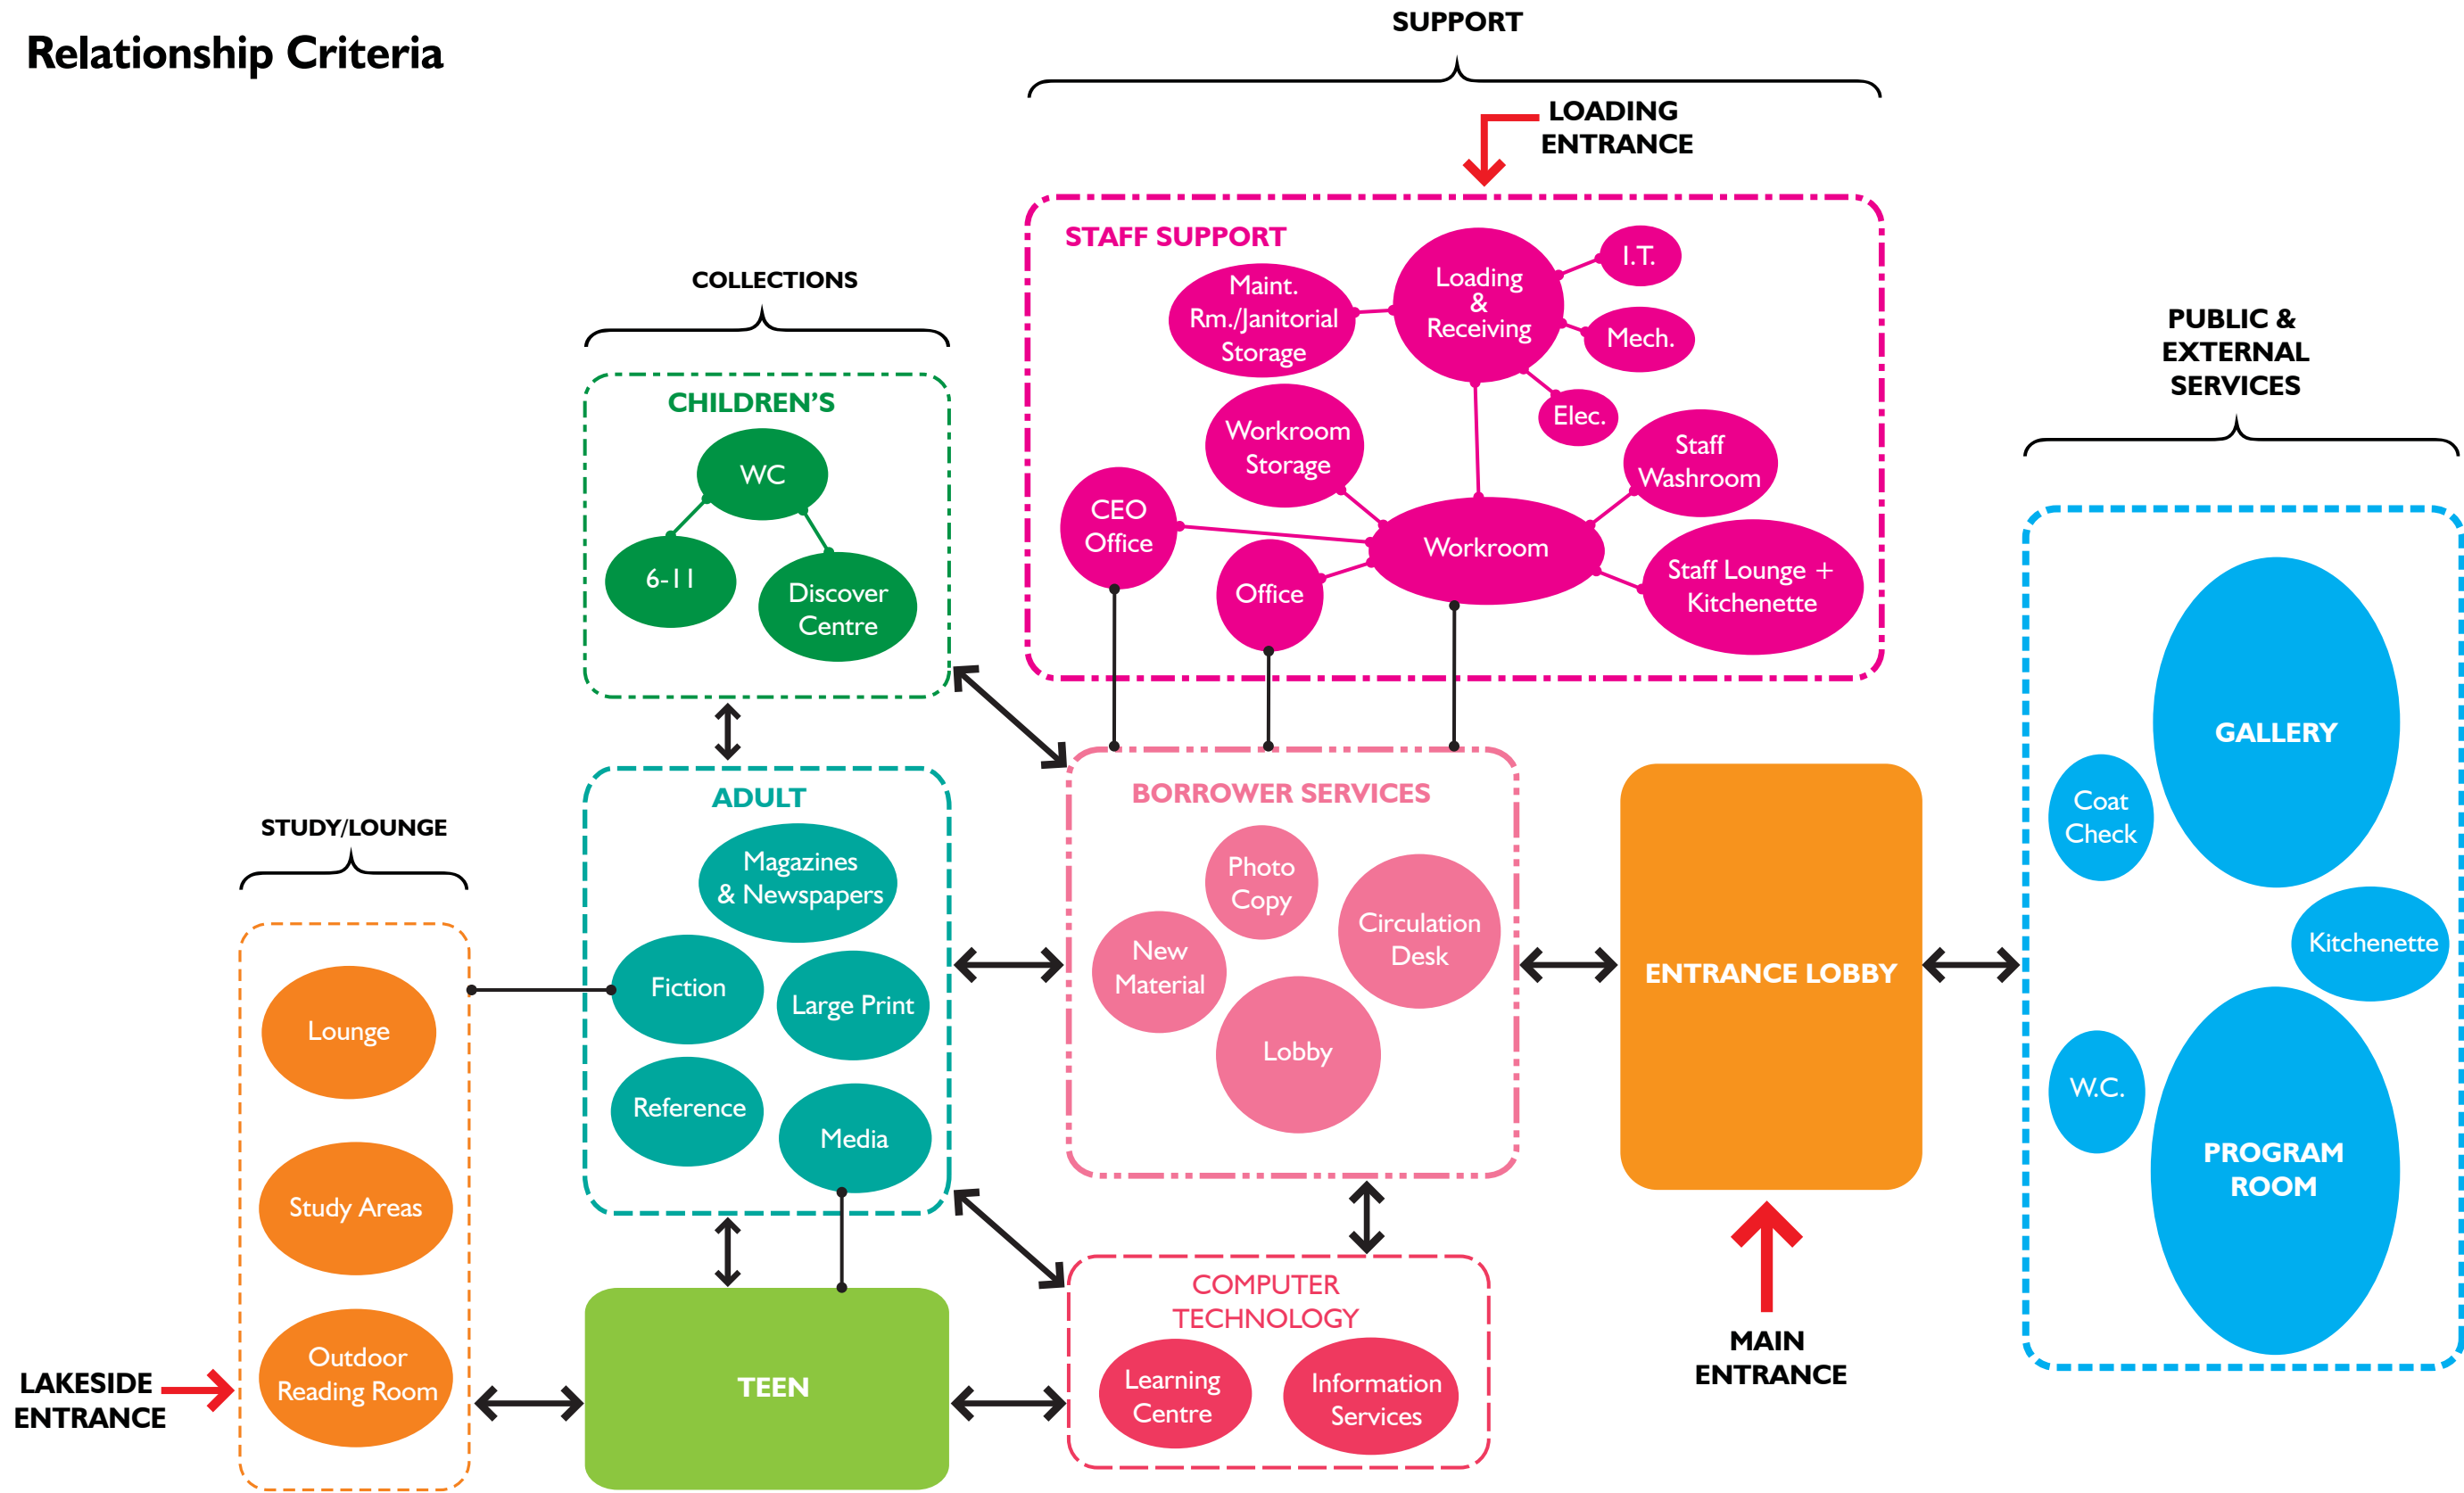 Relationship Criteria
SUPPORT
LOADING
ENTRANCE
STAFF SUPPORT
Maint.
Rm./Janitorial
Storage
Loading
&
Receiving
I.T.
Mech.
Elec.
Workroom
Storage
Staff
Washroom
CEO
Office
Office
Workroom
Staff Lounge +
Kitchenette
COLLECTIONS
CHILDREN'S
WC
6-11
Discover
Centre
PUBLIC &
EXTERNAL
SERVICES
GALLERY
Coat
Check
Kitchenette
W.C.
PROGRAM
ROOM
ADULT
Magazines
& Newspapers
Fiction
Large Print
Reference
Media
BORROWER SERVICES
Photo
Copy
Circulation
Desk
New
Material
Lobby
ENTRANCE LOBBY
STUDY/LOUNGE
Lounge
Study Areas
Outdoor
Reading Room
LAKESIDE
ENTRANCE
TEEN
COMPUTER
TECHNOLOGY
Learning
Centre
Information
Services
MAIN
ENTRANCE